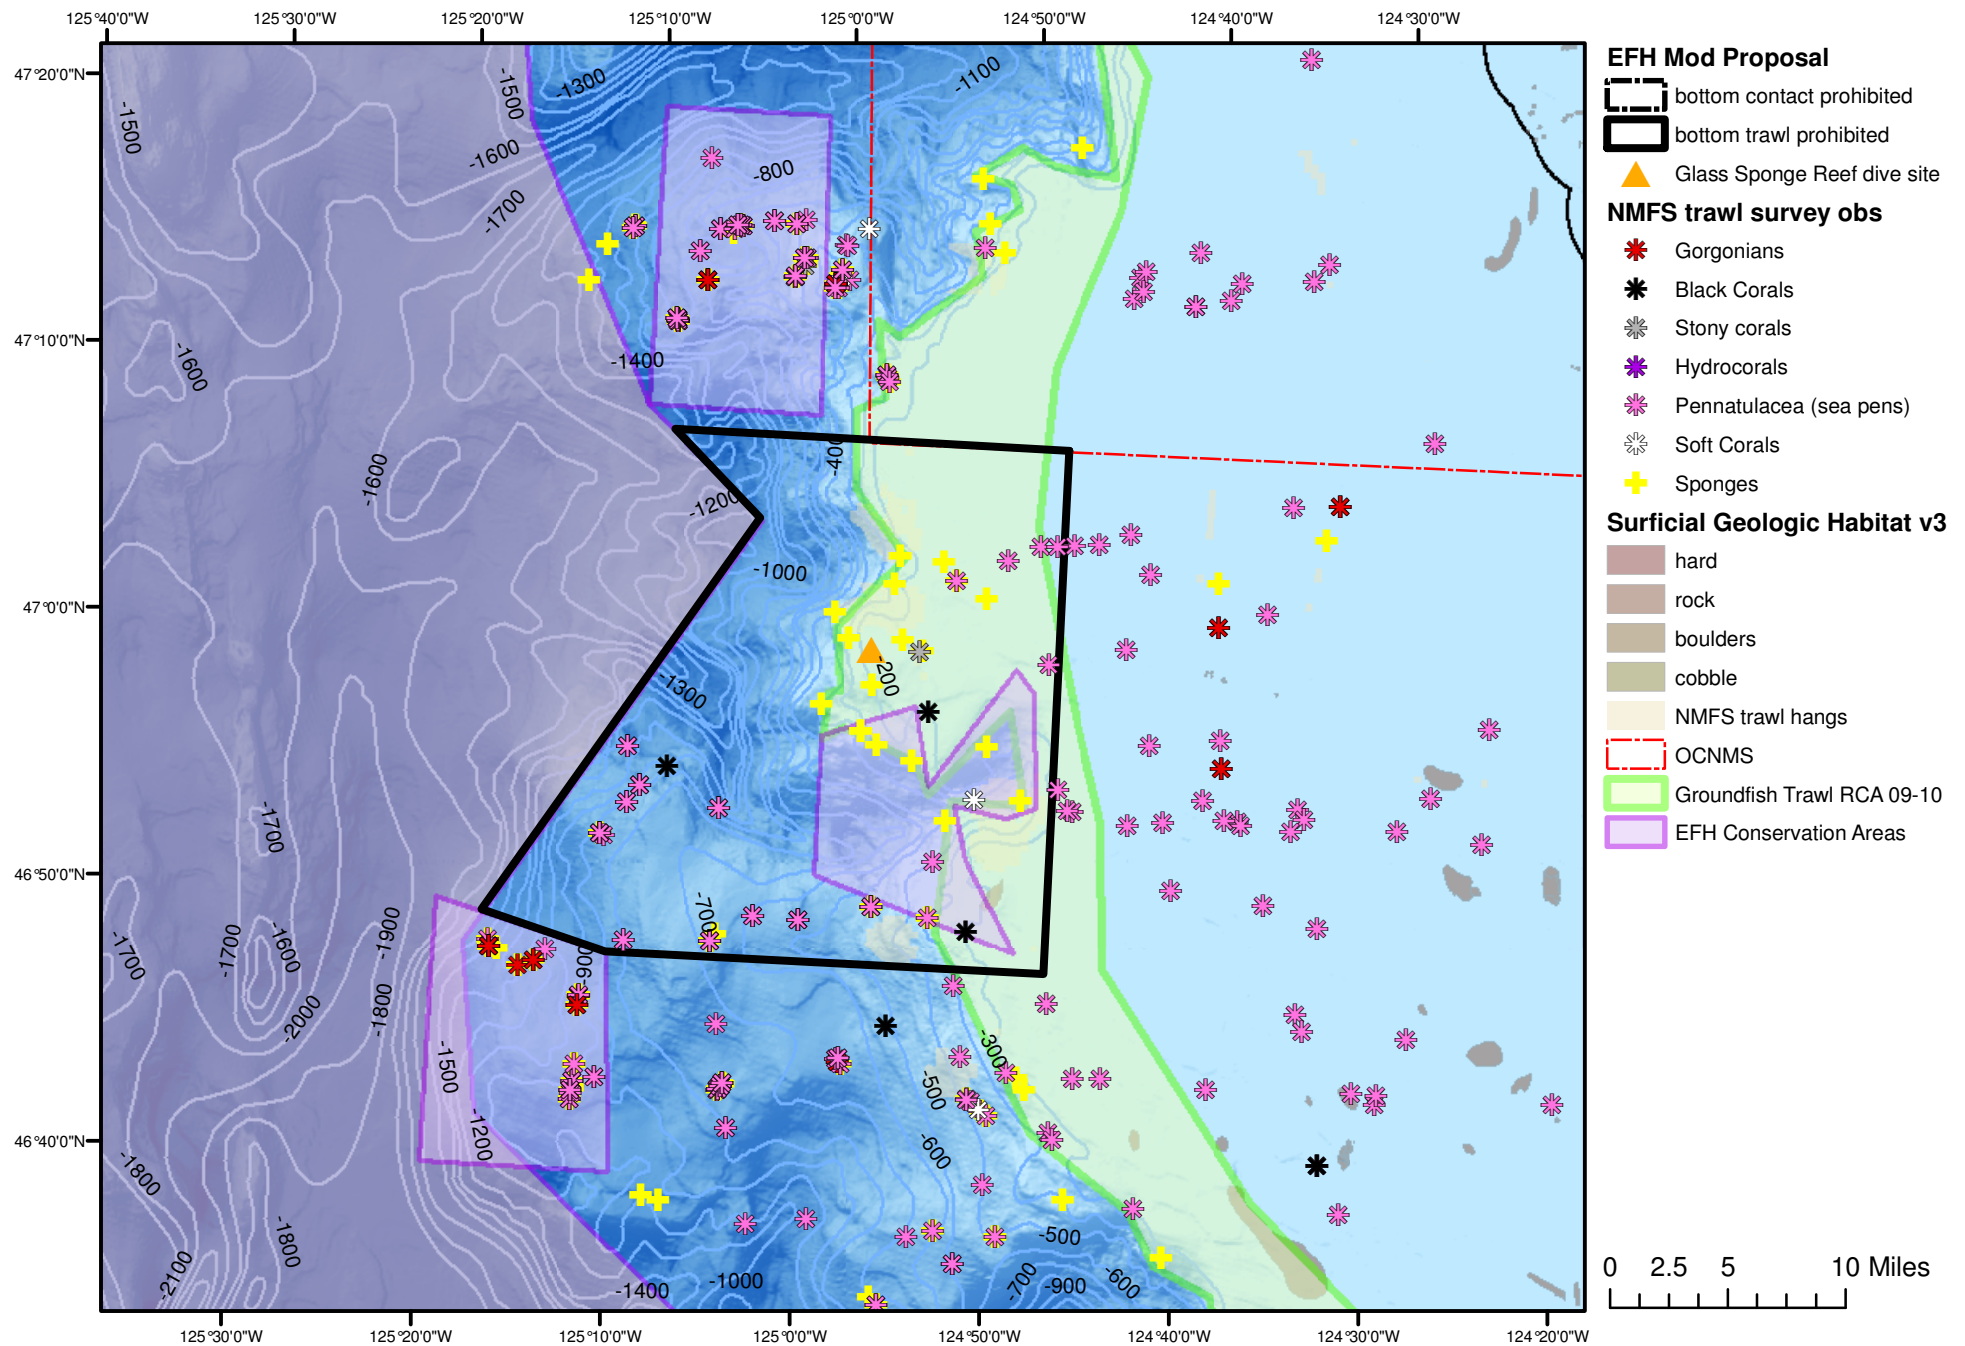 125°40'0"W 125°30'0"W 125°20'0"W 125°10'0"W 125°0'0"W 124°50'0"W 124°40'0"W 124°30'0"W
47°20'0"N
47°10'0"N
47°0'0"N
46°50'0"N
46°40'0"N
-1500
-1500
-1300
-1100
-1600
-1700
-800
-1400
-1600
-1600
-400
-1200
-1000
-1300
-200
-1700
-1700
-1700
-1600
-1900
-2000
-1800
-700
-900
-1500
-1200
-300
-500
-600
-1800
-1800
-2100
-1400
-1000
-500
-700
-900
-600
125°30'0"W 125°20'0"W 125°10'0"W 125°0'0"W 124°50'0"W 124°40'0"W 124°30'0"W 124°20'0"W
EFH Mod Proposal
bottom contact prohibited
bottom trawl prohibited
Glass Sponge Reef dive site
NMFS trawl survey obs
Gorgonians
Black Corals
Stony corals
Hydrocorals
Pennatulacea (sea pens)
Soft Corals
Sponges
Surficial Geologic Habitat v3
hard
rock
boulders
cobble
NMFS trawl hangs
OCNMS
Groundfish Trawl RCA 09-10
EFH Conservation Areas
0 2.5 5 10 Miles